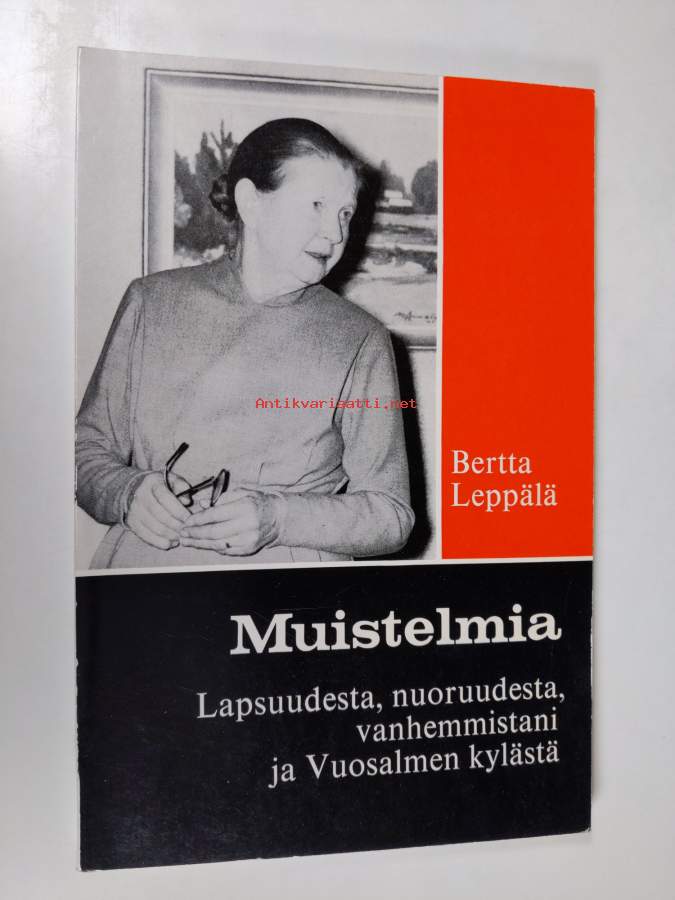 Antikvariaatti.net
Bertta
Leppälä
Muistelmia
Lapsuudesta, nuoruudesta,
vanhemmistani
ja Vuosalmen kylästä